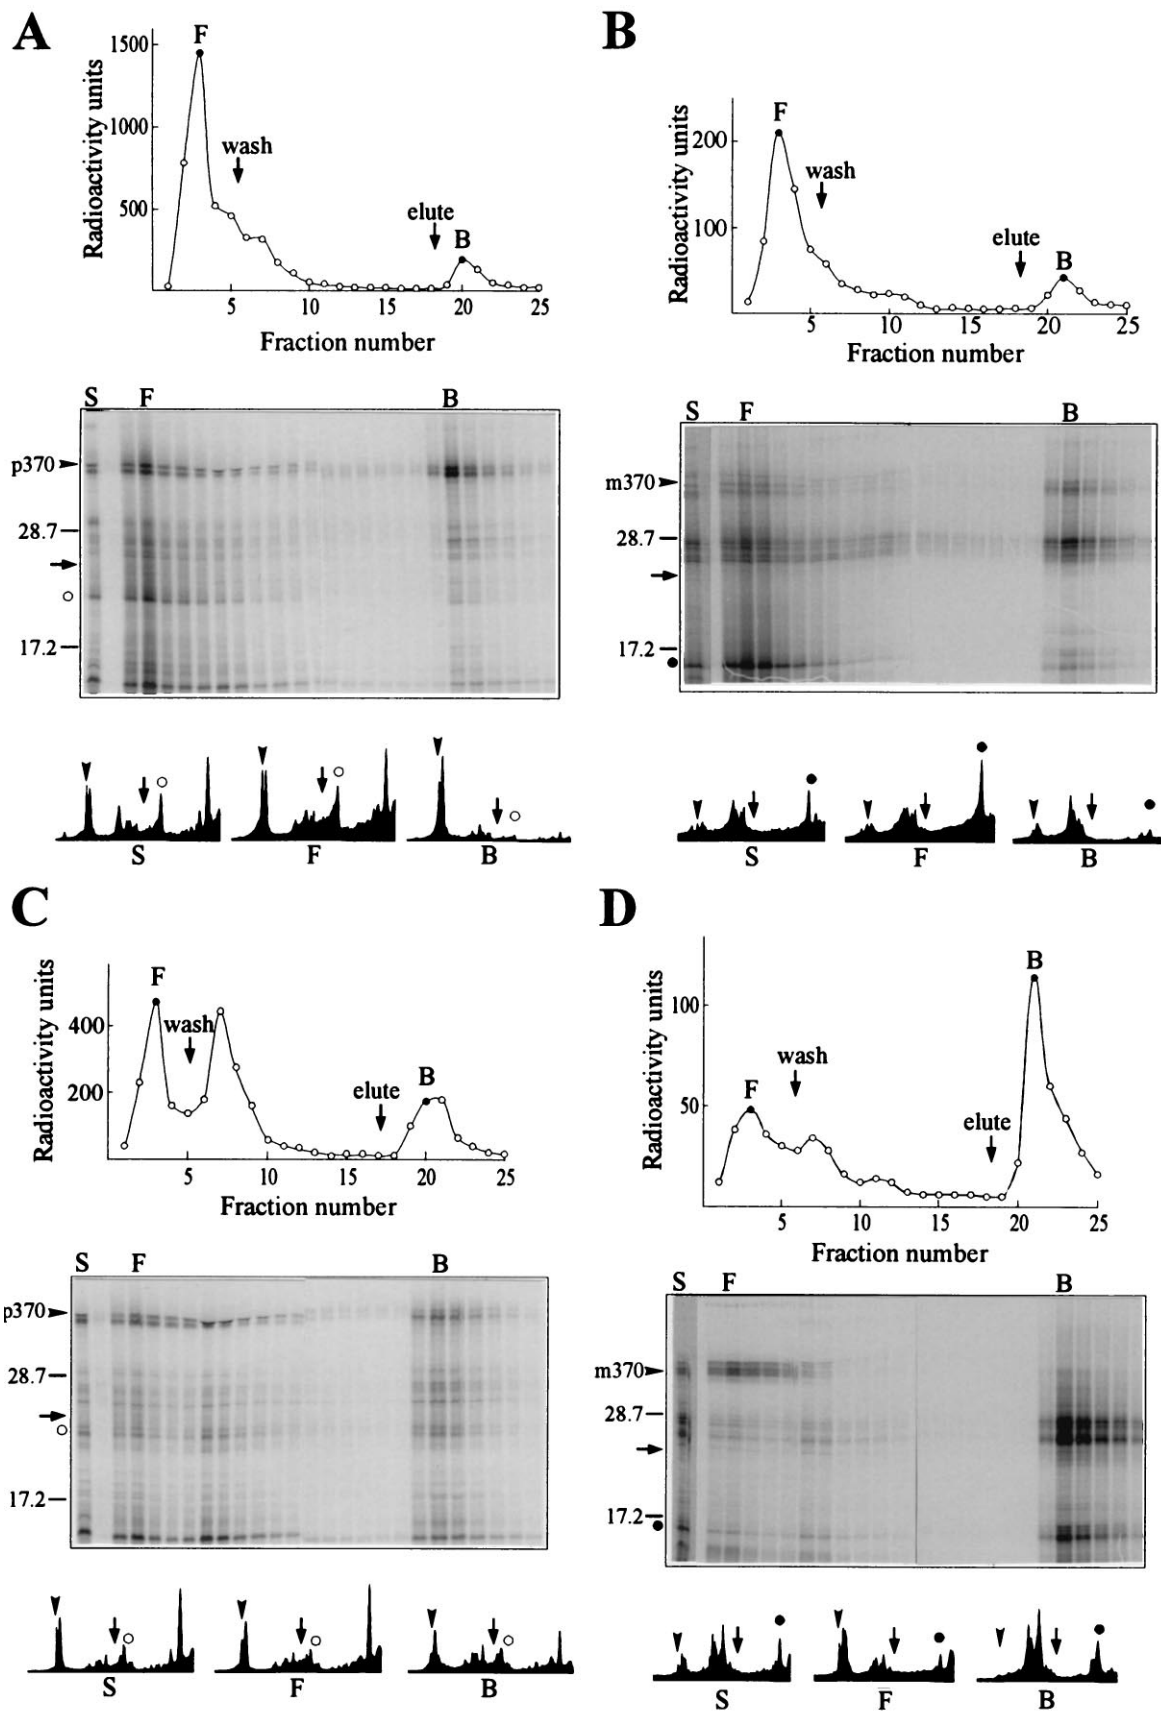 A
F
1500
1000
500
Radioactivity units
wash
elute
B
5 10 15 20 25
Fraction number
S F B
p370
28.7
17.2
S F B
B
F
200
100
Radioactivity units
wash
elute
B
5 10 15 20 25
Fraction number
S F B
m370
28.7
17.2
S F B
C
F
400
200
Radioactivity units
wash
elute
B
5 10 15 20 25
Fraction number
S F B
p370
28.7
17.2
S F B
D
B
100
50
Radioactivity units
F
wash
elute
5 10 15 20 25
Fraction number
S F B
m370
28.7
17.2
S F B